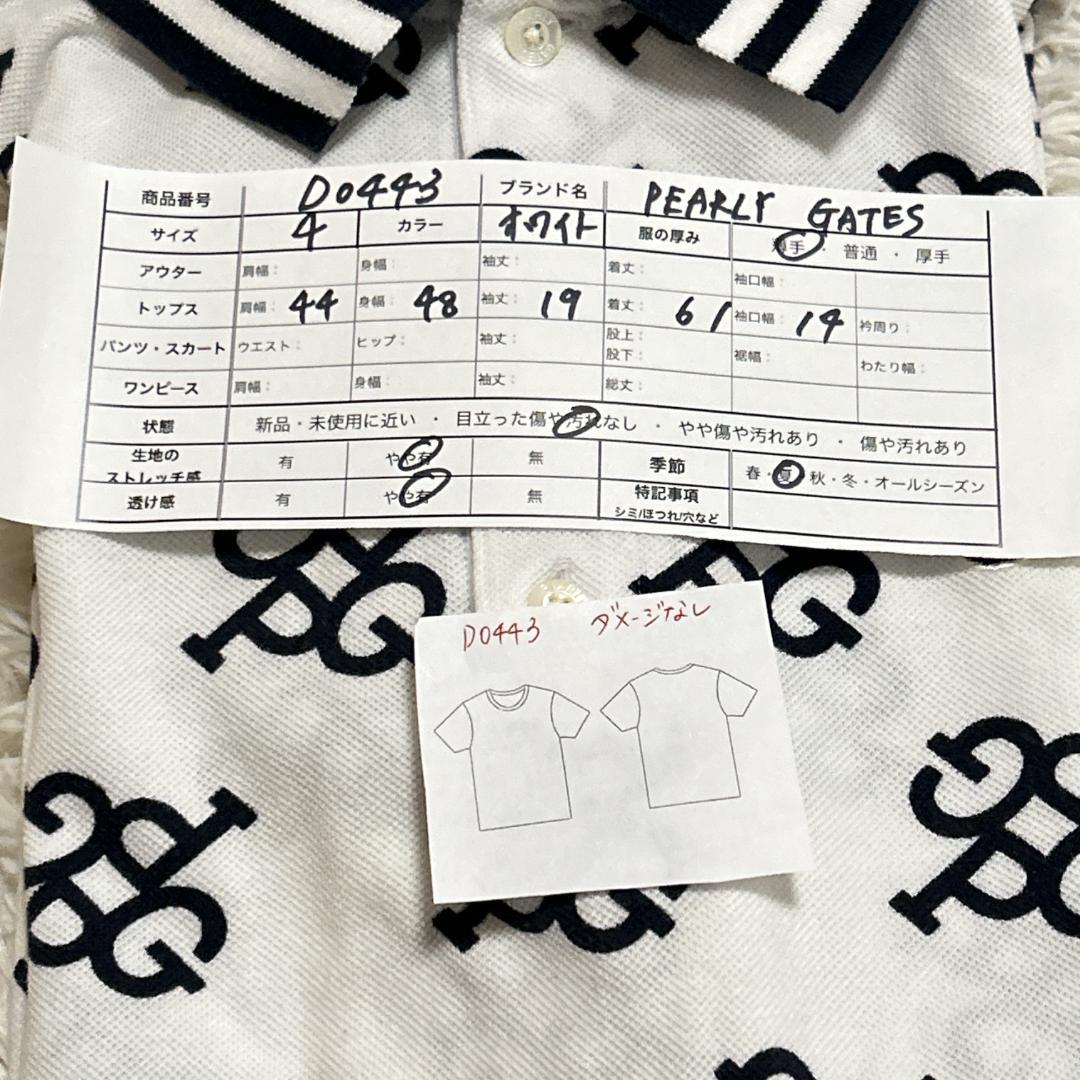 商品番号 D0443 ブランド名 PEARLY GATES
サイズ 4 カラー ホワイト 服の厚み 薄手 ・ 普通 ・ 厚手
アウター 肩幅： 身幅： 袖丈： 着丈： 袖口幅：
トップス 肩幅：44 身幅：48 袖丈：19 着丈：61 袖口幅：14 衿周り：
パンツ・スカート ウエスト： ヒップ： 袖丈： 股上： 股下： 裾幅： わたり幅：
ワンピース 肩幅： 身幅： 袖丈： 総丈：
状態 新品・未使用に近い ・ 目立った傷や汚れなし ・ やや傷や汚れあり ・ 傷や汚れあり
生地のストレッチ感 有 やや有 無 季節 春・夏・秋・冬・オールシーズン
透け感 有 やや有 無 特記事項 シミ/ほつれ/穴など
D0443 ダメージなし
PG
PG
PG
PG